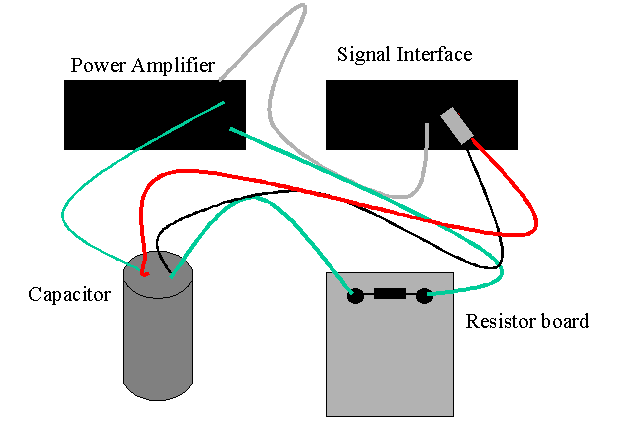 Power Amplifier
Signal Interface
Capacitor
Resistor board